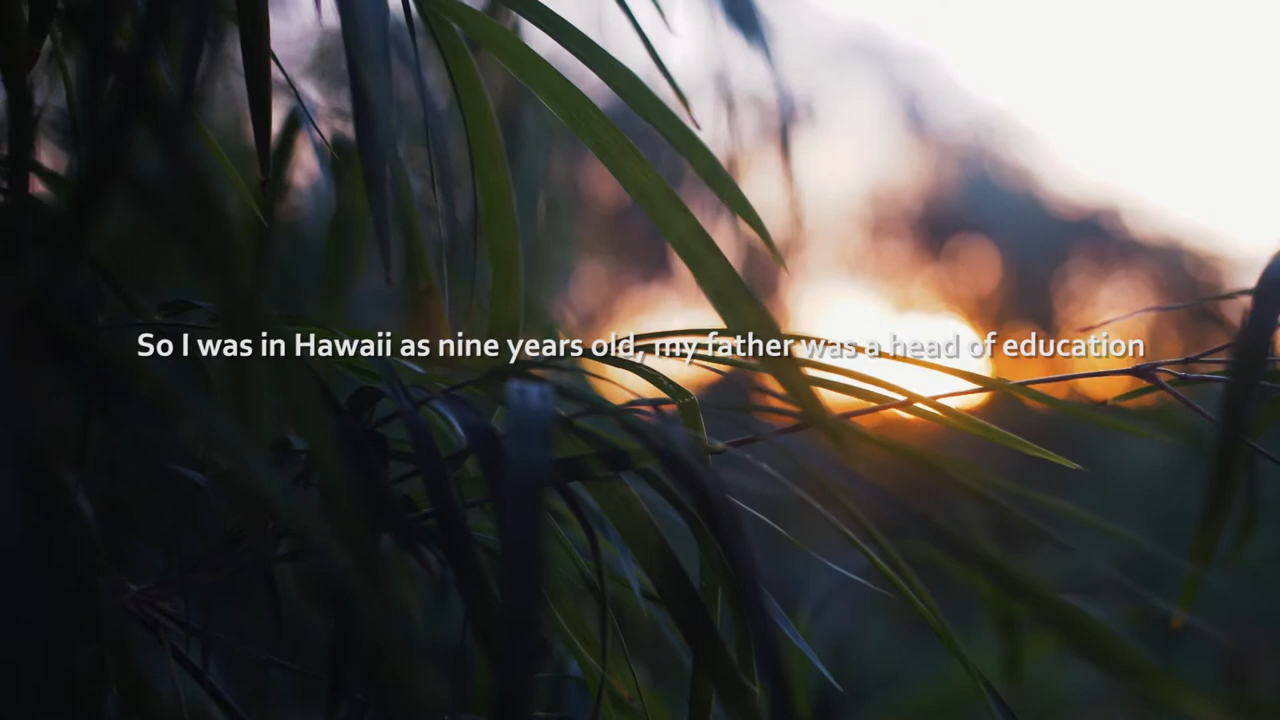 So I was in Hawaii as nine years old, my father was a head of education